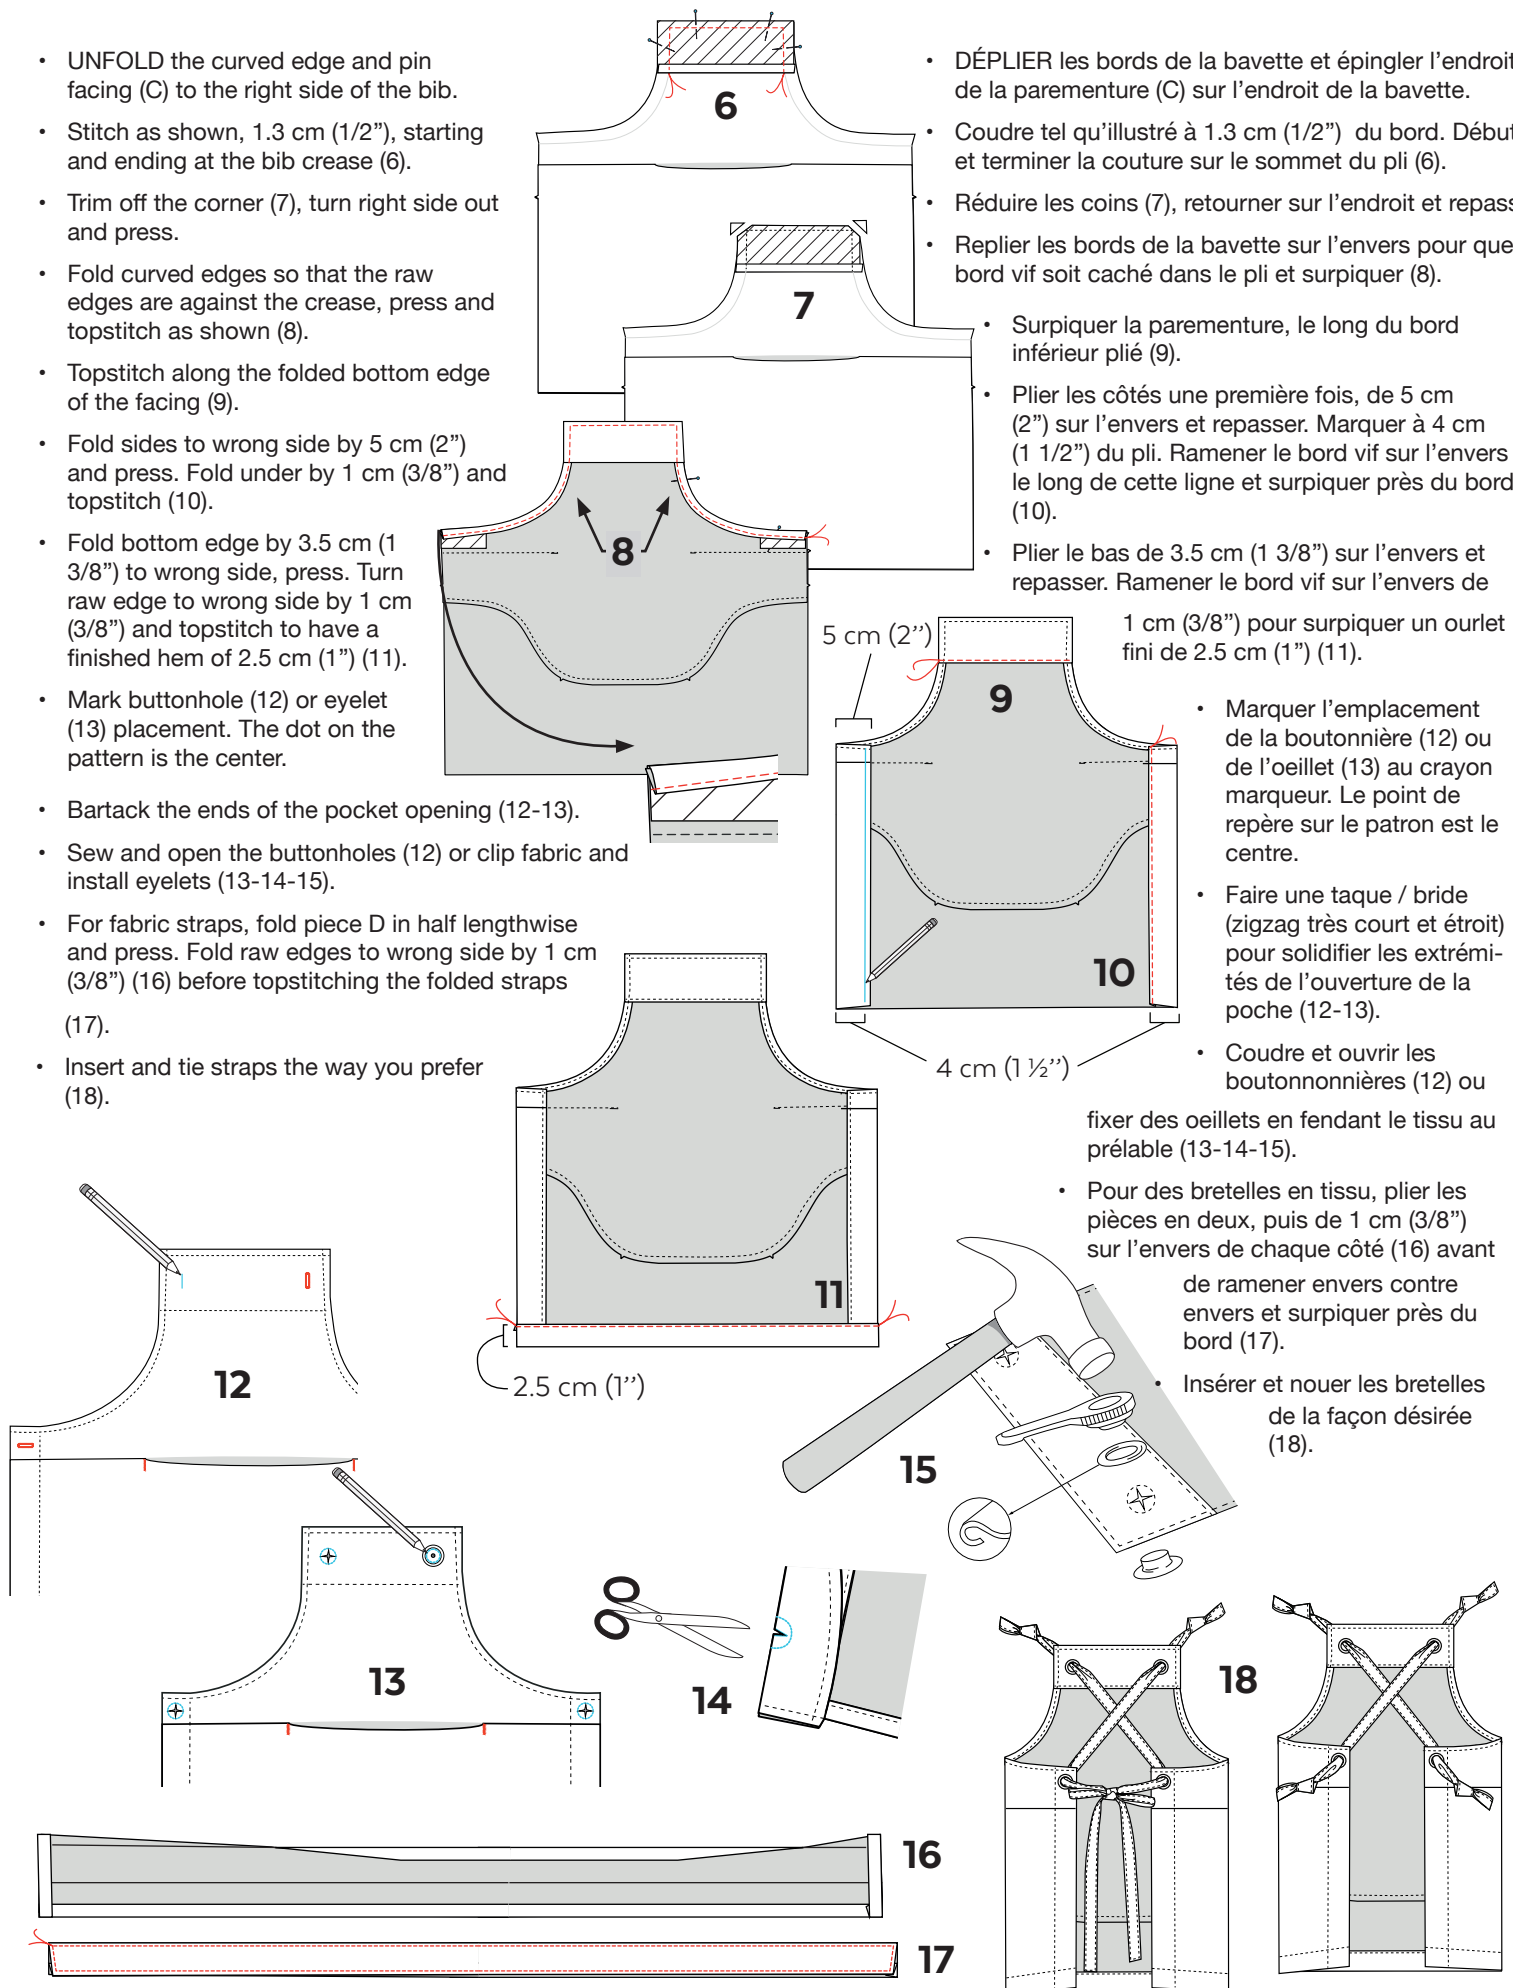 • UNFOLD the curved edge and pin
facing (C) to the right side of the bib.
• Stitch as shown, 1.3 cm (1/2”), starting
and ending at the bib crease (6).
• Trim off the corner (7), turn right side out
and press.
• Fold curved edges so that the raw
edges are against the crease, press and
topstitch as shown (8).
• Topstitch along the folded bottom edge
of the facing (9).
• Fold sides to wrong side by 5 cm (2”)
and press. Fold under by 1 cm (3/8”) and
topstitch (10).
• Fold bottom edge by 3.5 cm (1
3/8”) to wrong side, press. Turn
raw edge to wrong side by 1 cm
(3/8”) and topstitch to have a
finished hem of 2.5 cm (1”) (11).
• Mark buttonhole (12) or eyelet
(13) placement. The dot on the
pattern is the center.
• Bartack the ends of the pocket opening (12-13).
• Sew and open the buttonholes (12) or clip fabric and
install eyelets (13-14-15).
• For fabric straps, fold piece D in half lengthwise
and press. Fold raw edges to wrong side by 1 cm
(3/8”) (16) before topstitching the folded straps
(17).
• Insert and tie straps the way you prefer
(18).
• DÉPLIER les bords de la bavette et épingler l’endroit
de la parementure (C) sur l’endroit de la bavette.
• Coudre tel qu’illustré à 1.3 cm (1/2”) du bord. Début
et terminer la couture sur le sommet du pli (6).
• Réduire les coins (7), retourner sur l’endroit et repass
• Replier les bords de la bavette sur l’envers pour que
bord vif soit caché dans le pli et surpiquer (8).
• Surpiquer la parementure, le long du bord
inférieur plié (9).
• Plier les côtés une première fois, de 5 cm
(2”) sur l’envers et repasser. Marquer à 4 cm
(1 1/2”) du pli. Ramener le bord vif sur l’envers
le long de cette ligne et surpiquer près du bord
(10).
• Plier le bas de 3.5 cm (1 3/8”) sur l’envers et
repasser. Ramener le bord vif sur l’envers de
1 cm (3/8”) pour surpiquer un ourlet
fini de 2.5 cm (1”) (11).
• Marquer l’emplacement
de la boutonnière (12) ou
de l’oeillet (13) au crayon
marqueur. Le point de
repère sur le patron est le
centre.
• Faire une taque / bride
(zigzag très court et étroit)
pour solidifier les extrémi-
tés de l’ouverture de la
poche (12-13).
• Coudre et ouvrir les
boutonnonnières (12) ou
fixer des oeillets en fendant le tissu au
prélable (13-14-15).
• Pour des bretelles en tissu, plier les
pièces en deux, puis de 1 cm (3/8”)
sur l’envers de chaque côté (16) avant
de ramener envers contre
envers et surpiquer près du
bord (17).
• Insérer et nouer les bretelles
de la façon désirée
(18).
6
7
8
5 cm (2’’)
9
10
4 cm (1 ½’’)
11
2.5 cm (1’’)
12
13
14
15
16
17
18